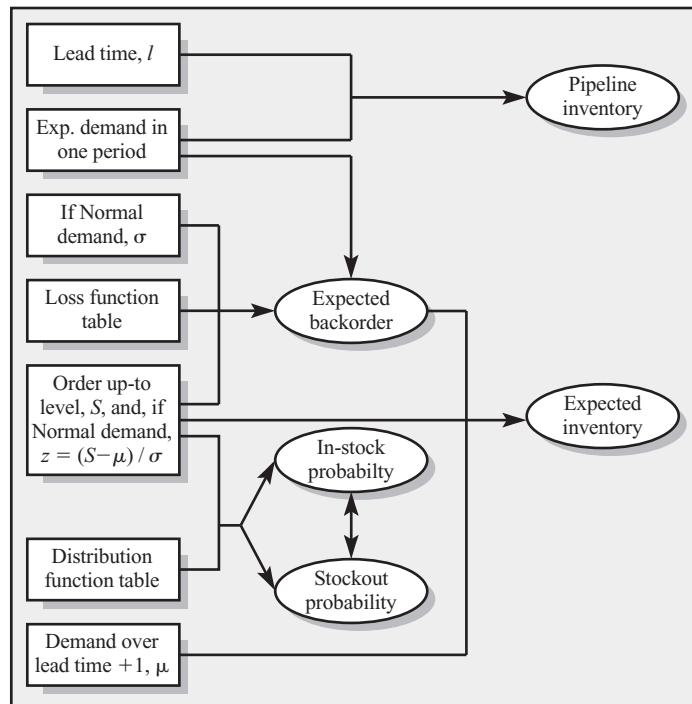 Lead time, l
Pipeline
inventory
Exp. demand in
one period
If Normal
demand, σ
Loss function
table
Expected
backorder
Order up-to
level, S, and, if
Normal demand,
z = (S−μ) / σ
Expected
inventory
In-stock
probabilty
Distribution
function table
Stockout
probability
Demand over
lead time +1, μ